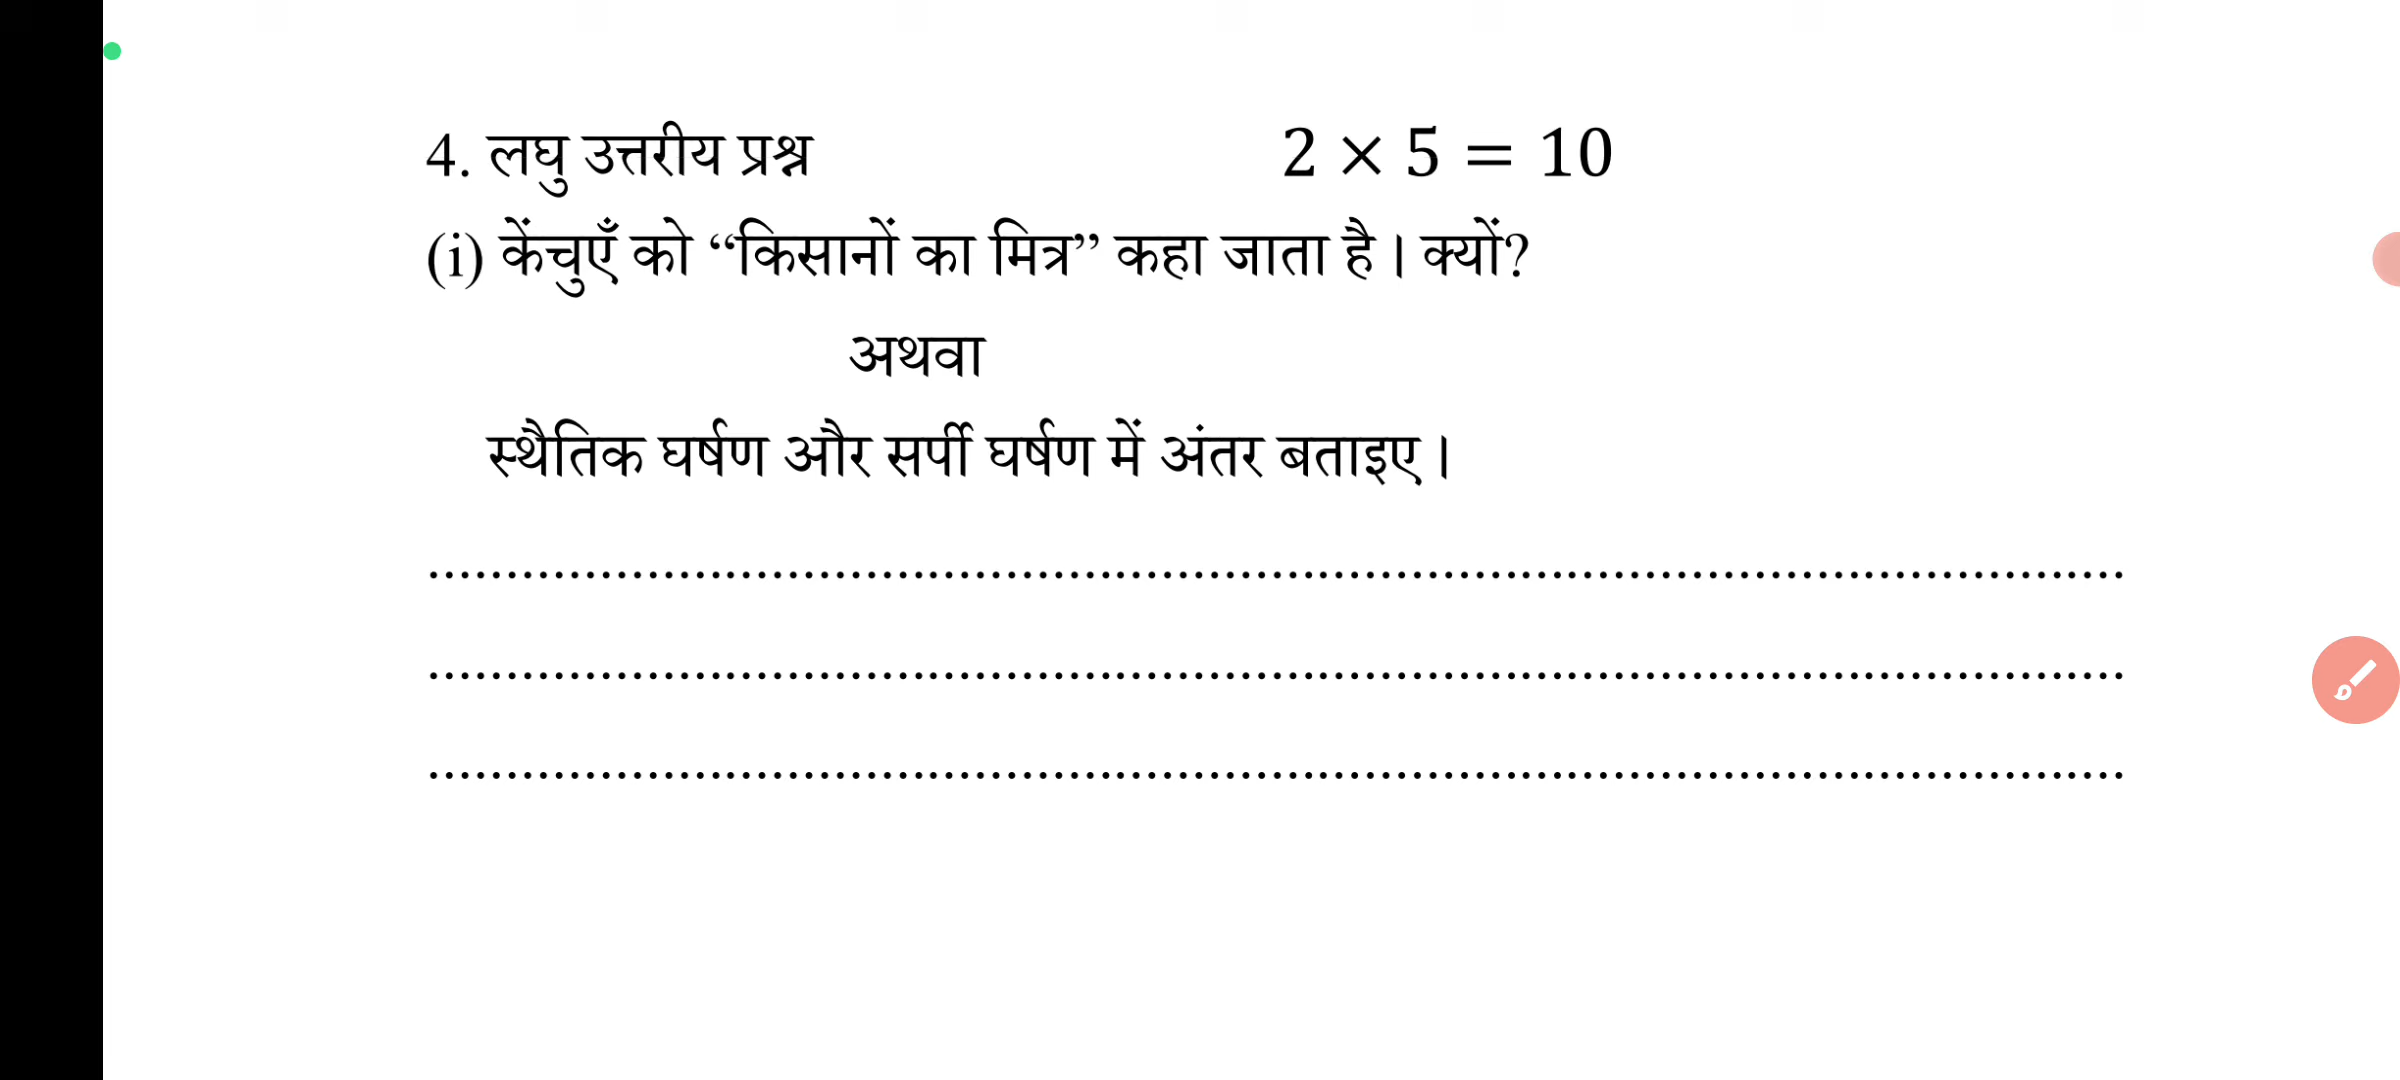 4. लघु उत्तरीय प्रश्न 2 × 5 = 10
(i) केंचुएँ को “किसानों का मित्र” कहा जाता है। क्यों?
अथवा
स्थैतिक घर्षण और सर्पी घर्षण में अंतर बताइए।
.............................................................................................................
.............................................................................................................
.............................................................................................................